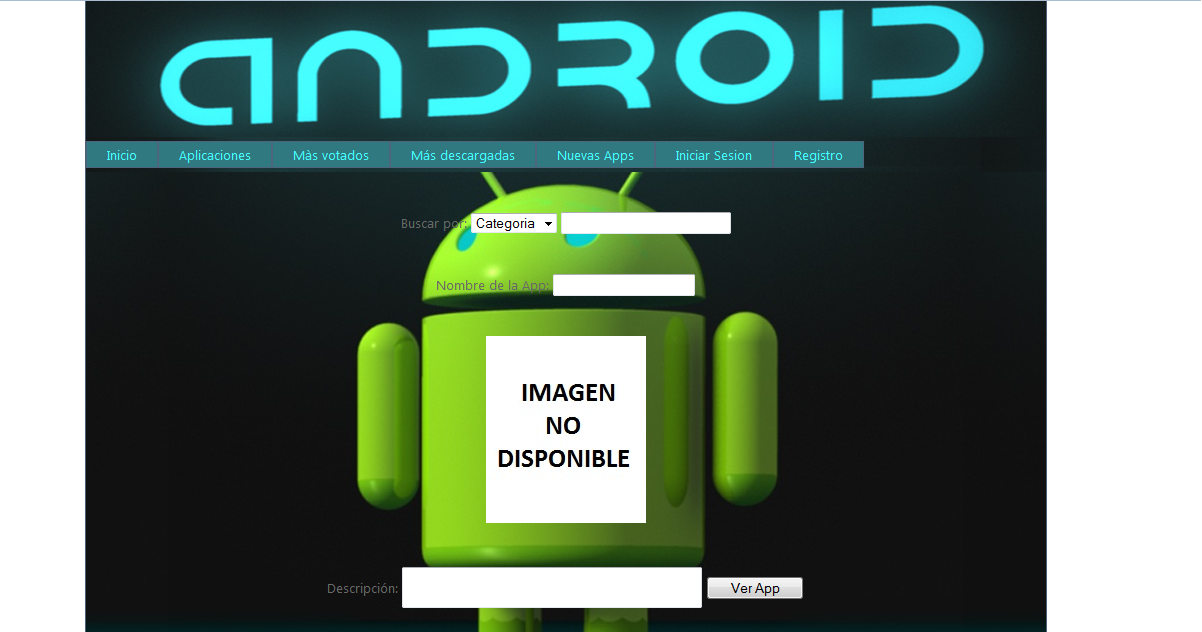 ANDROID
Inicio Aplicaciones Màs votados Más descargadas Nuevas Apps Iniciar Sesion Registro
Buscar por: Categoria
Nombre de la App:
IMAGEN
NO
DISPONIBLE
Descripción: Ver App